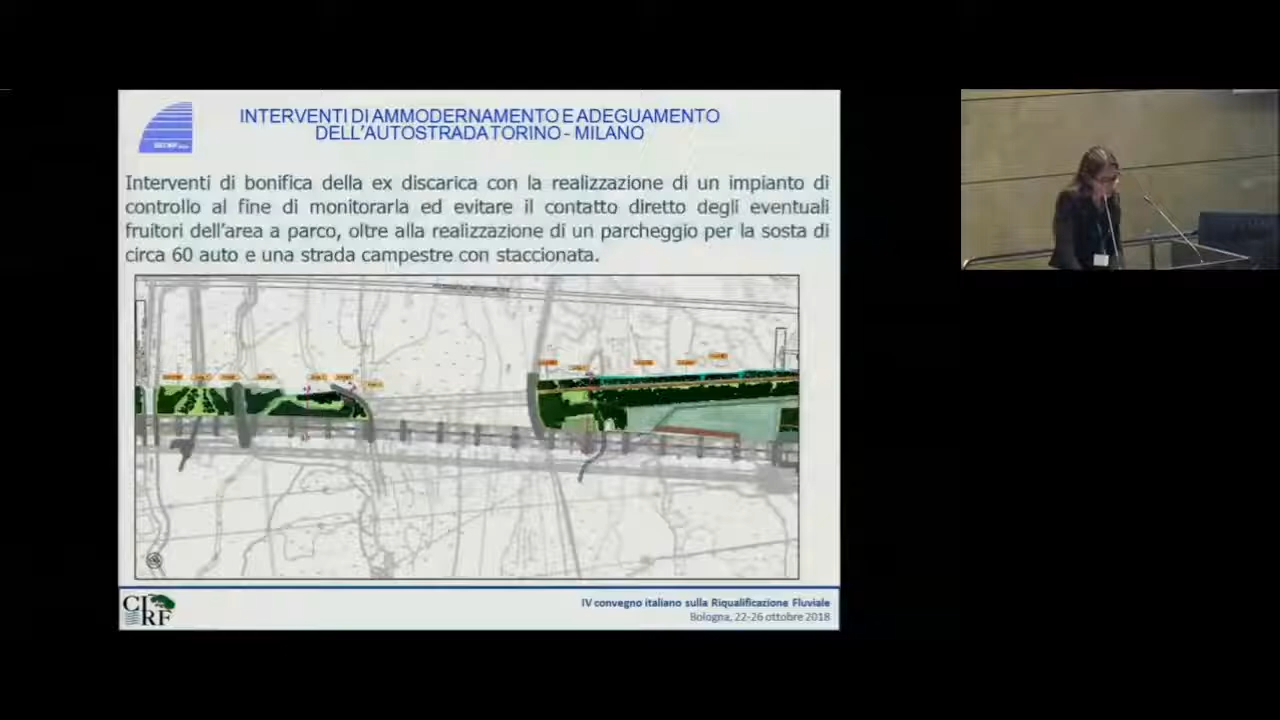 INTERVENTI DI AMMODERNAMENTO E ADEGUAMENTO
DELL'AUTOSTRADA TORINO - MILANO
Interventi di bonifica della ex discarica con la realizzazione di un impianto di
controllo al fine di monitorarla ed evitare il contatto diretto degli eventuali
fruitori dell'area a parco, oltre alla realizzazione di un parcheggio per la sosta di
circa 60 auto e una strada campestre con staccionata.
CIRF
IV convegno italiano sulla Riqualificazione Fluviale
Bologna, 22-26 ottobre 2018